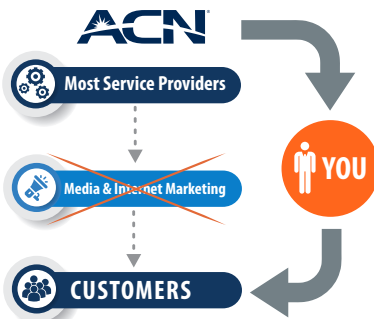 ACN
Most Service Providers
YOU
Media & Internet Marketing
CUSTOMERS